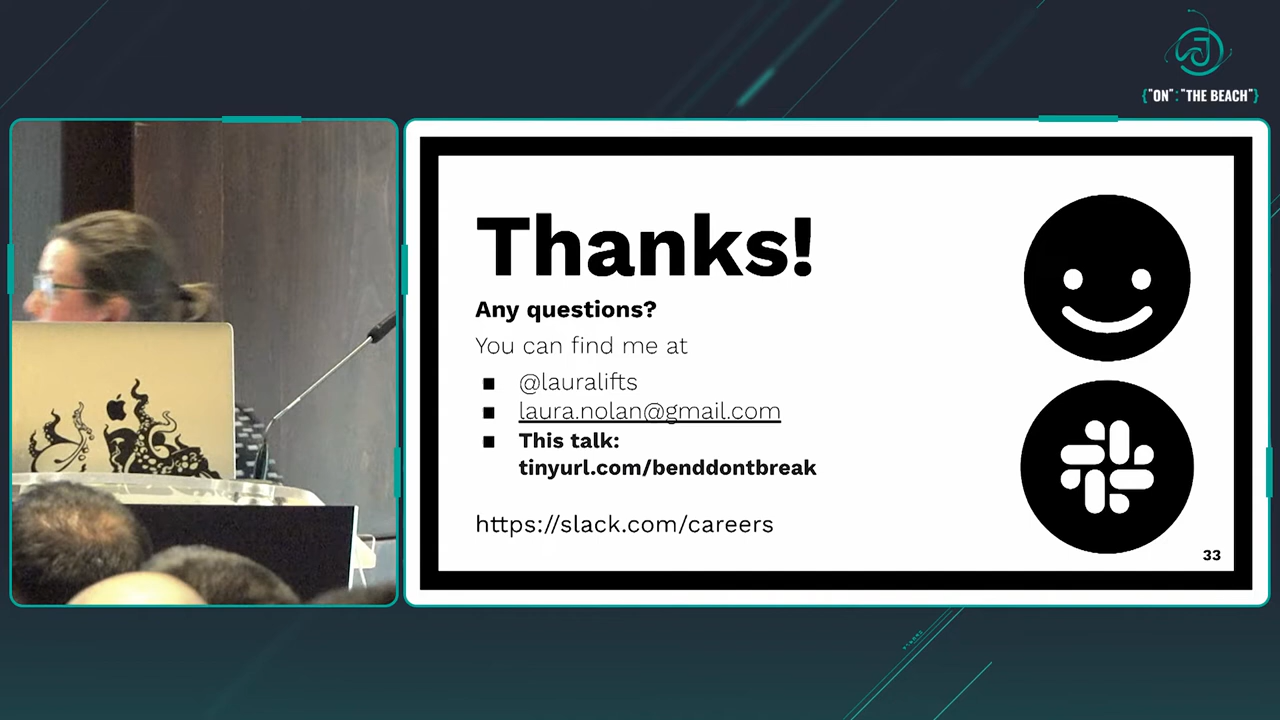 {"ON":"THE BEACH"}
Thanks!
Any questions?
You can find me at
■ @lauralifts
■ laura.nolan@gmail.com
■ This talk:
tinyurl.com/benddontbreak
https://slack.com/careers
33